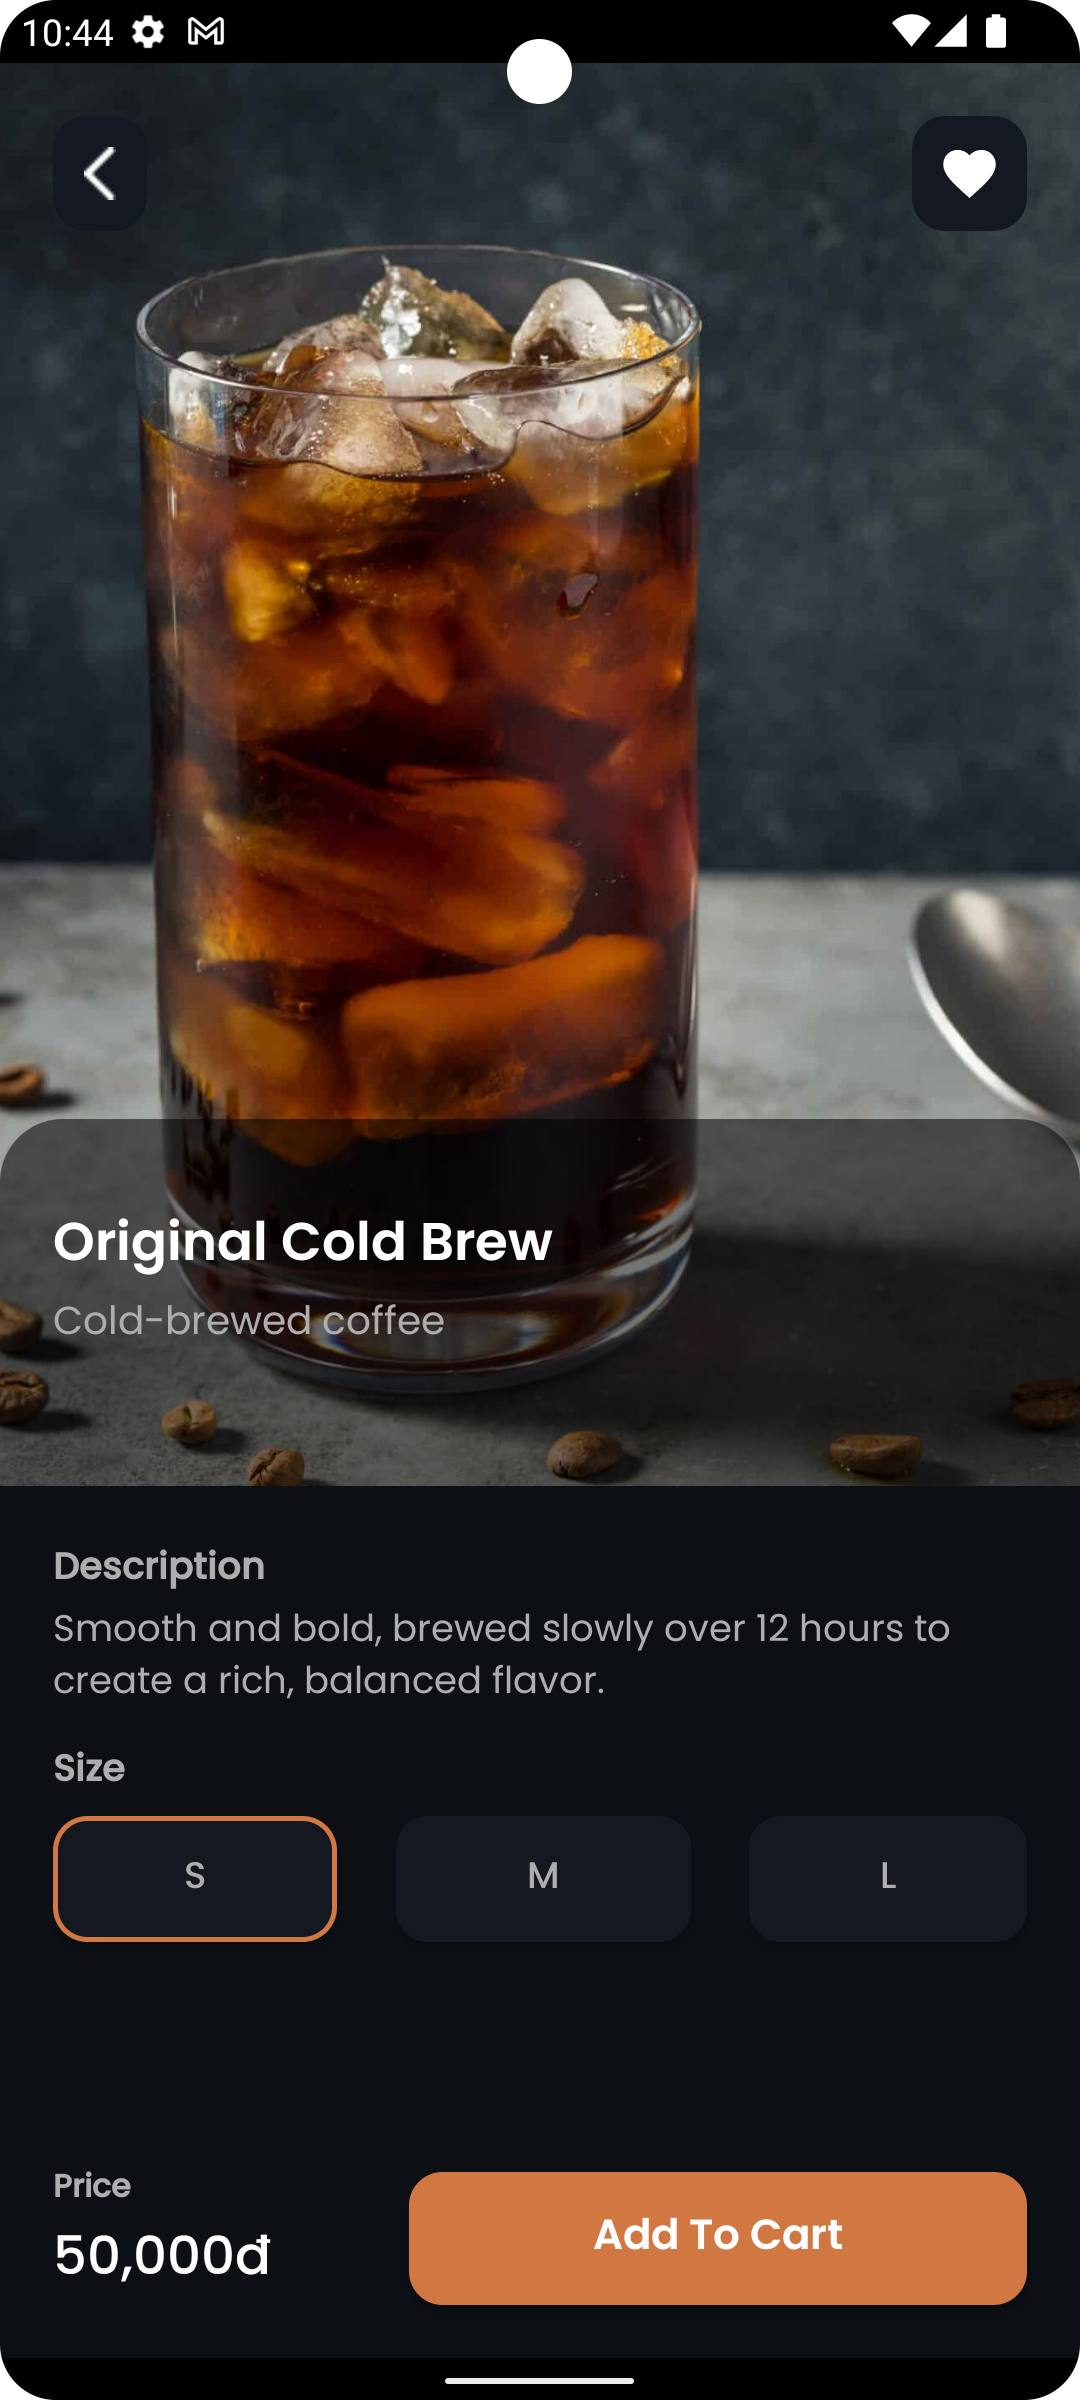 10:44
Original Cold Brew
Cold-brewed coffee
Description
Smooth and bold, brewed slowly over 12 hours to
create a rich, balanced flavor.
Size
S M L
Price
50,000đ
Add To Cart